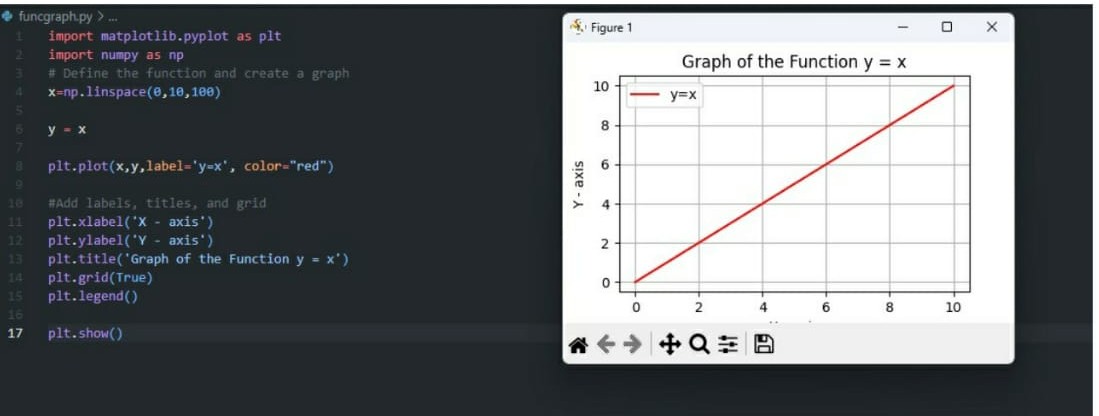 funcgraph.py > ...
1 import matplotlib.pyplot as plt
2 import numpy as np
3 # Define the function and create a graph
4 x=np.linspace(0,10,100)
5
6 y = x
7
8 plt.plot(x,y,label='y=x', color="red")
9
10 #Add labels, titles, and grid
11 plt.xlabel('X - axis')
12 plt.ylabel('Y - axis')
13 plt.title('Graph of the Function y = x')
14 plt.grid(True)
15 plt.legend()
16
17 plt.show()
Figure 1
Graph of the Function y = x
y=x
Y - axis
10
8
6
4
2
0
0 2 4 6 8 10